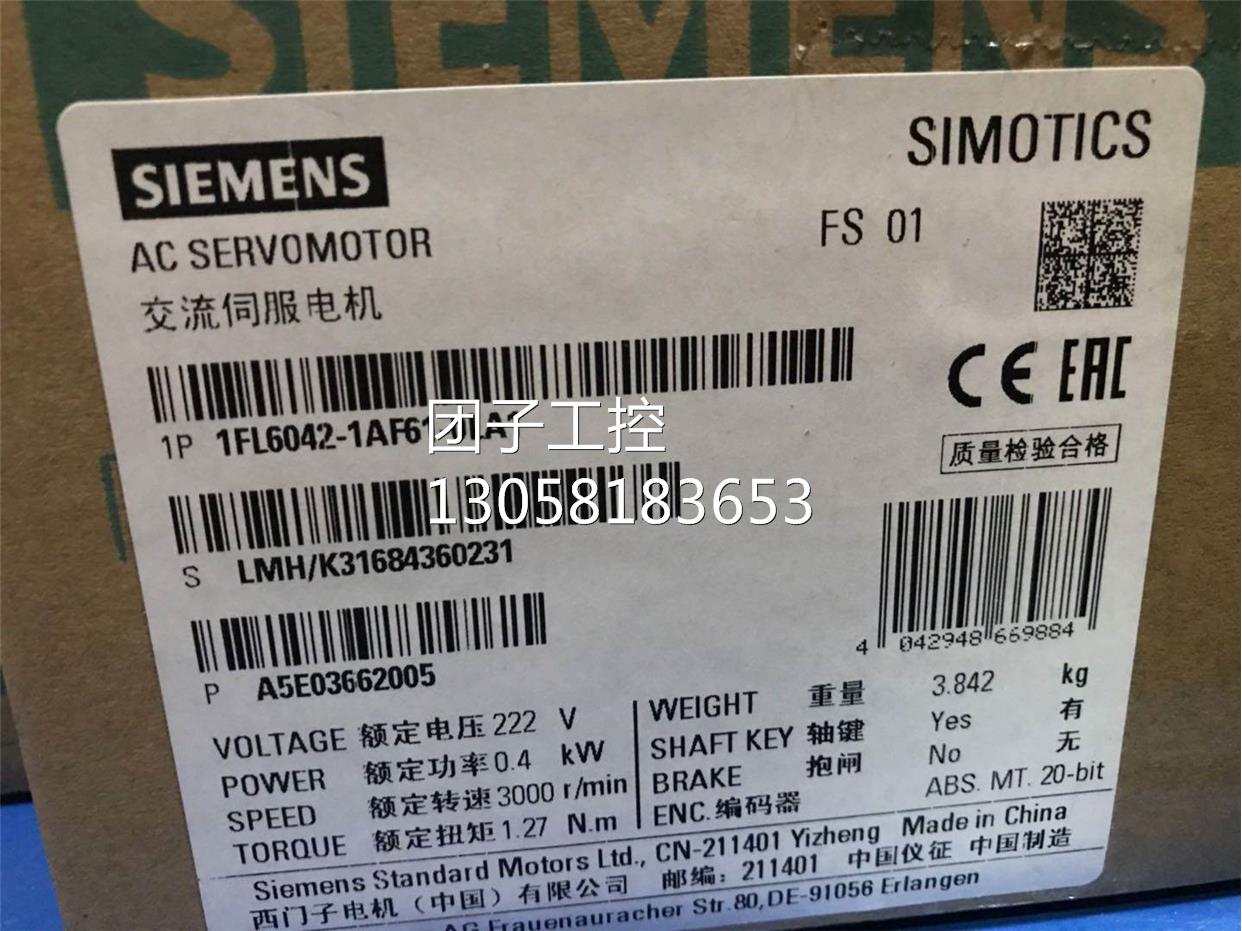 SIEMENS
SIEMENS
SIMOTICS
AC SERVOMOTOR
FS 01
交流伺服电机
CE EAC
1P 1FL6042-1AF61
团子工控
质量检验合格
13058183653
S LMH/K31684360231
4 042948 669884
P A5E03662005
VOLTAGE 额定电压 222 V
POWER 额定功率 0.4 kW
SPEED 额定转速 3000 r/min
TORQUE 额定扭矩 1.27 N.m
WEIGHT 重量 3.842 kg
SHAFT KEY 轴键 Yes 有
BRAKE 抱闸 No 无
ENC. 编码器 ABS. MT. 20-bit
Siemens Standard Motors Ltd., CN-211401 Yizheng Made in China
西门子电机（中国）有限公司 邮编：211401 中国仪征 中国制造
AG Frauenauracher Str.80,DE-91056 Erlangen